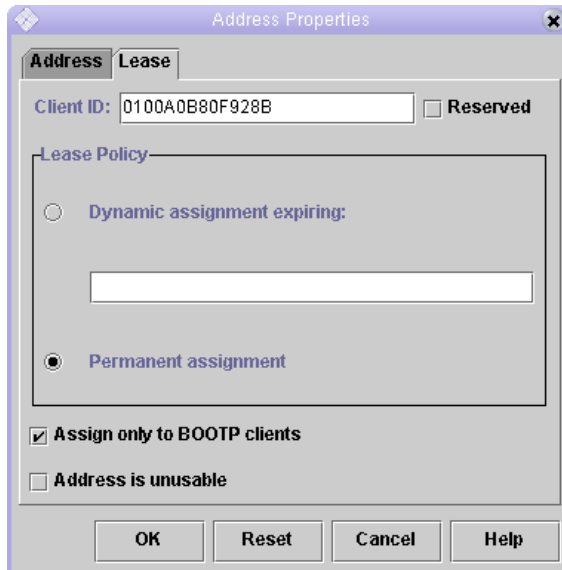 Address Properties
Address Lease
Client ID: 0100A0B80F928B Reserved
Lease Policy
Dynamic assignment expiring:
Permanent assignment
Assign only to BOOTP clients
Address is unusable
OK Reset Cancel Help